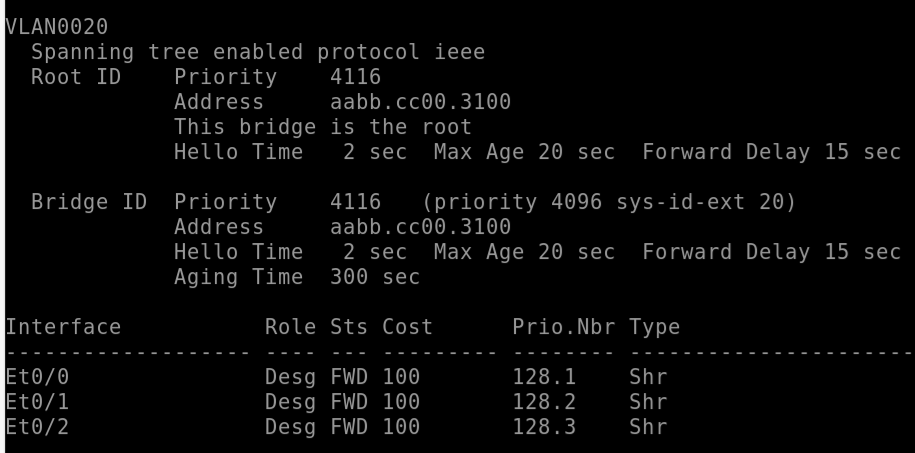 VLAN0020
  Spanning tree enabled protocol ieee
  Root ID    Priority    4116
             Address     aabb.cc00.3100
             This bridge is the root
             Hello Time   2 sec  Max Age 20 sec  Forward Delay 15 sec

  Bridge ID  Priority    4116   (priority 4096 sys-id-ext 20)
             Address     aabb.cc00.3100
             Hello Time   2 sec  Max Age 20 sec  Forward Delay 15 sec
             Aging Time  300 sec

Interface           Role Sts Cost      Prio.Nbr Type
------------------- ---- --- --------- -------- ----------------------
Et0/0               Desg FWD 100       128.1    Shr
Et0/1               Desg FWD 100       128.2    Shr
Et0/2               Desg FWD 100       128.3    Shr